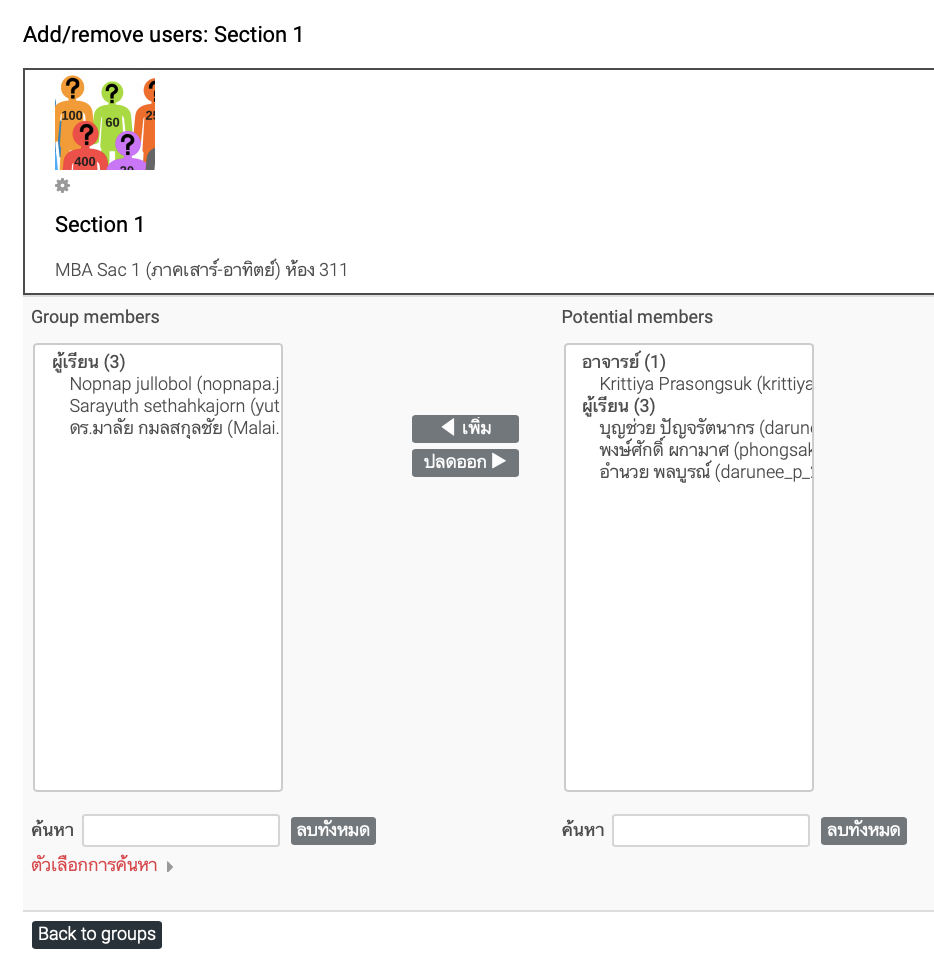 Add/remove users: Section 1
100
60
400
Section 1
MBA Sac 1 (ภาคเสาร์-อาทิตย์) ห้อง 311
Group members
ผู้เรียน (3)
Nopnap jullobol (nopnapa.j
Sarayuth sethahkajorn (yut
ดร.มาลัย กมลสกุลชัย (Malai.
◀ เพิ่ม
ปลดออก ▶
Potential members
อาจารย์ (1)
Krittiya Prasongsuk (krittiya
ผู้เรียน (3)
บุญช่วย ปัญจรัตนากร (darun
พงษ์ศักดิ์ ผกามาศ (phongsak
อำนวย พลบูรณ์ (darunee_p_
ค้นหา
ลบทั้งหมด
ค้นหา
ลบทั้งหมด
ตัวเลือกการค้นหา
Back to groups